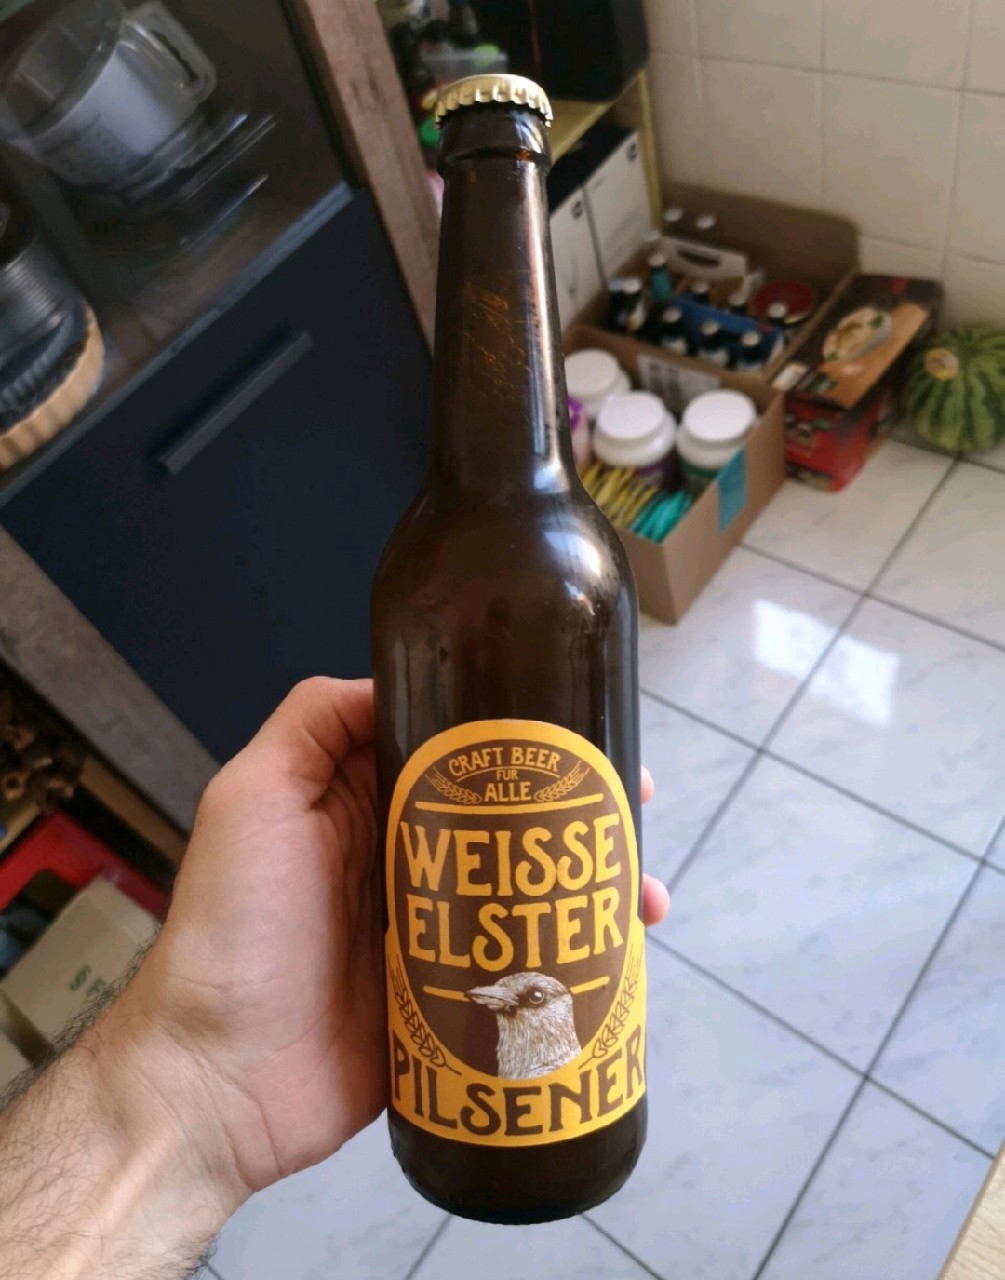 CRAFT BEER
FÜR
ALLE
WEISSE
ELSTER
PILSENER